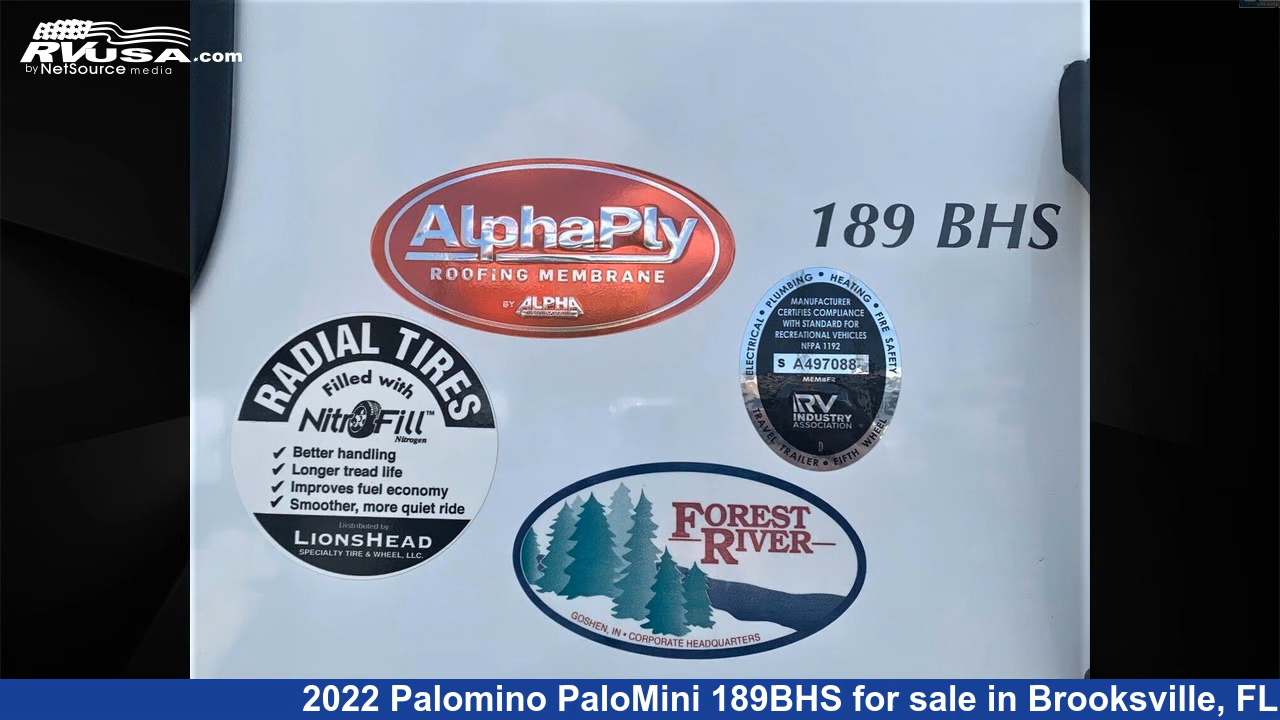 RVUSA.com
by NetSource media
AlphaPly
ROOFING MEMBRANE
BY ALPHA
189 BHS
ELECTRICAL • PLUMBING • HEATING • FIRE SAFETY
MANUFACTURER
CERTIFIES COMPLIANCE
WITH STANDARD FOR
RECREATIONAL VEHICLES
NFPA 1192
S A497088
MEMBER
RV
INDUSTRY
ASSOCIATION
TRAVEL TRAILER • FIFTH WHEEL
RADIAL TIRES
Filled with
NitroFill™
Nitrogen
✓ Better handling
✓ Longer tread life
✓ Improves fuel economy
✓ Smoother, more quiet ride
Distributed by
LIONSHEAD
SPECIALTY TIRE & WHEEL, LLC.
FOREST
RIVER
GOSHEN, IN • CORPORATE HEADQUARTERS
2022 Palomino PaloMini 189BHS for sale in Brooksville, FL